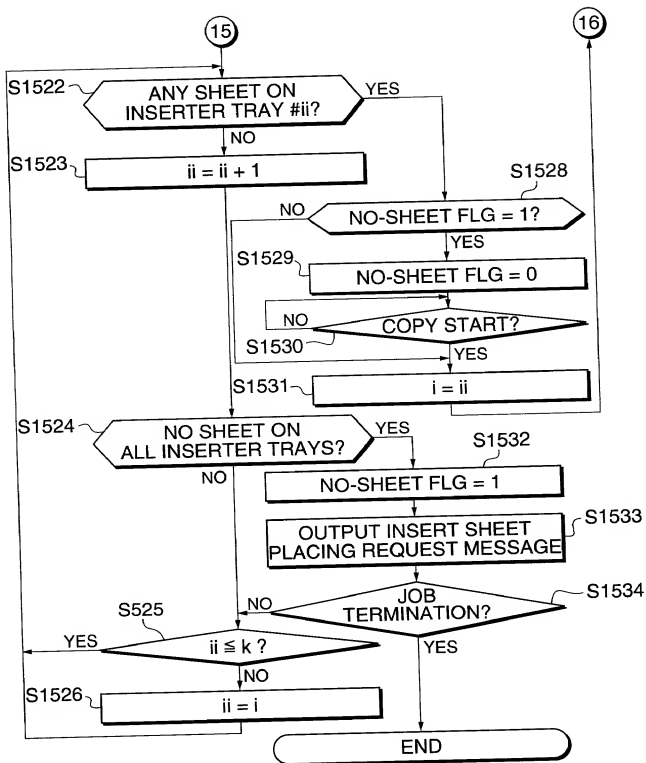 15
16
S1522
ANY SHEET ON
INSERTER TRAY #ii?
YES
NO
S1523
ii = ii + 1
S1528
NO
NO-SHEET FLG = 1?
YES
S1529
NO-SHEET FLG = 0
NO
COPY START?
S1530
YES
S1531
i = ii
S1524
NO SHEET ON
ALL INSERTER TRAYS?
YES
NO
S1532
NO-SHEET FLG = 1
S1533
OUTPUT INSERT SHEET
PLACING REQUEST MESSAGE
S1534
JOB
TERMINATION?
NO
YES
S525
YES
ii ≦ k ?
NO
S1526
ii = i
END